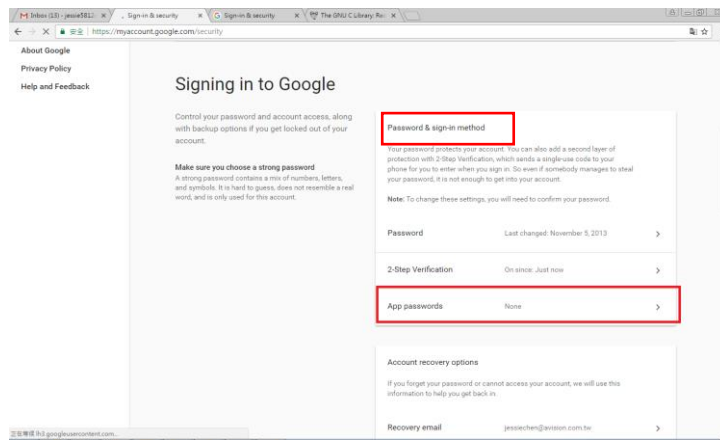 Inbox (13) - jessie5813
Sign-in & security
Sign-in & security
The GNU C Library: Re
安全
https://myaccount.google.com/security
About Google
Privacy Policy
Help and Feedback
Signing in to Google
Control your password and account access, along
with backup options if you get locked out of your
account.
Make sure you choose a strong password
A strong password contains a mix of numbers, letters,
and symbols. It is hard to guess, does not resemble a real
word, and is only used for this account.
Password & sign-in method
Your password protects your account. You can also add a second layer of
protection with 2-Step Verification, which sends a single-use code to your
phone for you to enter when you sign in. So even if somebody manages to steal
your password, it is not enough to get into your account.
Note: To change these settings, you will need to confirm your password.
Password Last changed: November 5, 2013
2-Step Verification On since: Just now
App passwords None
Account recovery options
If you forget your password or cannot access your account, we will use this
information to help you get back in.
Recovery email jessiechen@avision.com.tw
lh3.googleusercontent.com...